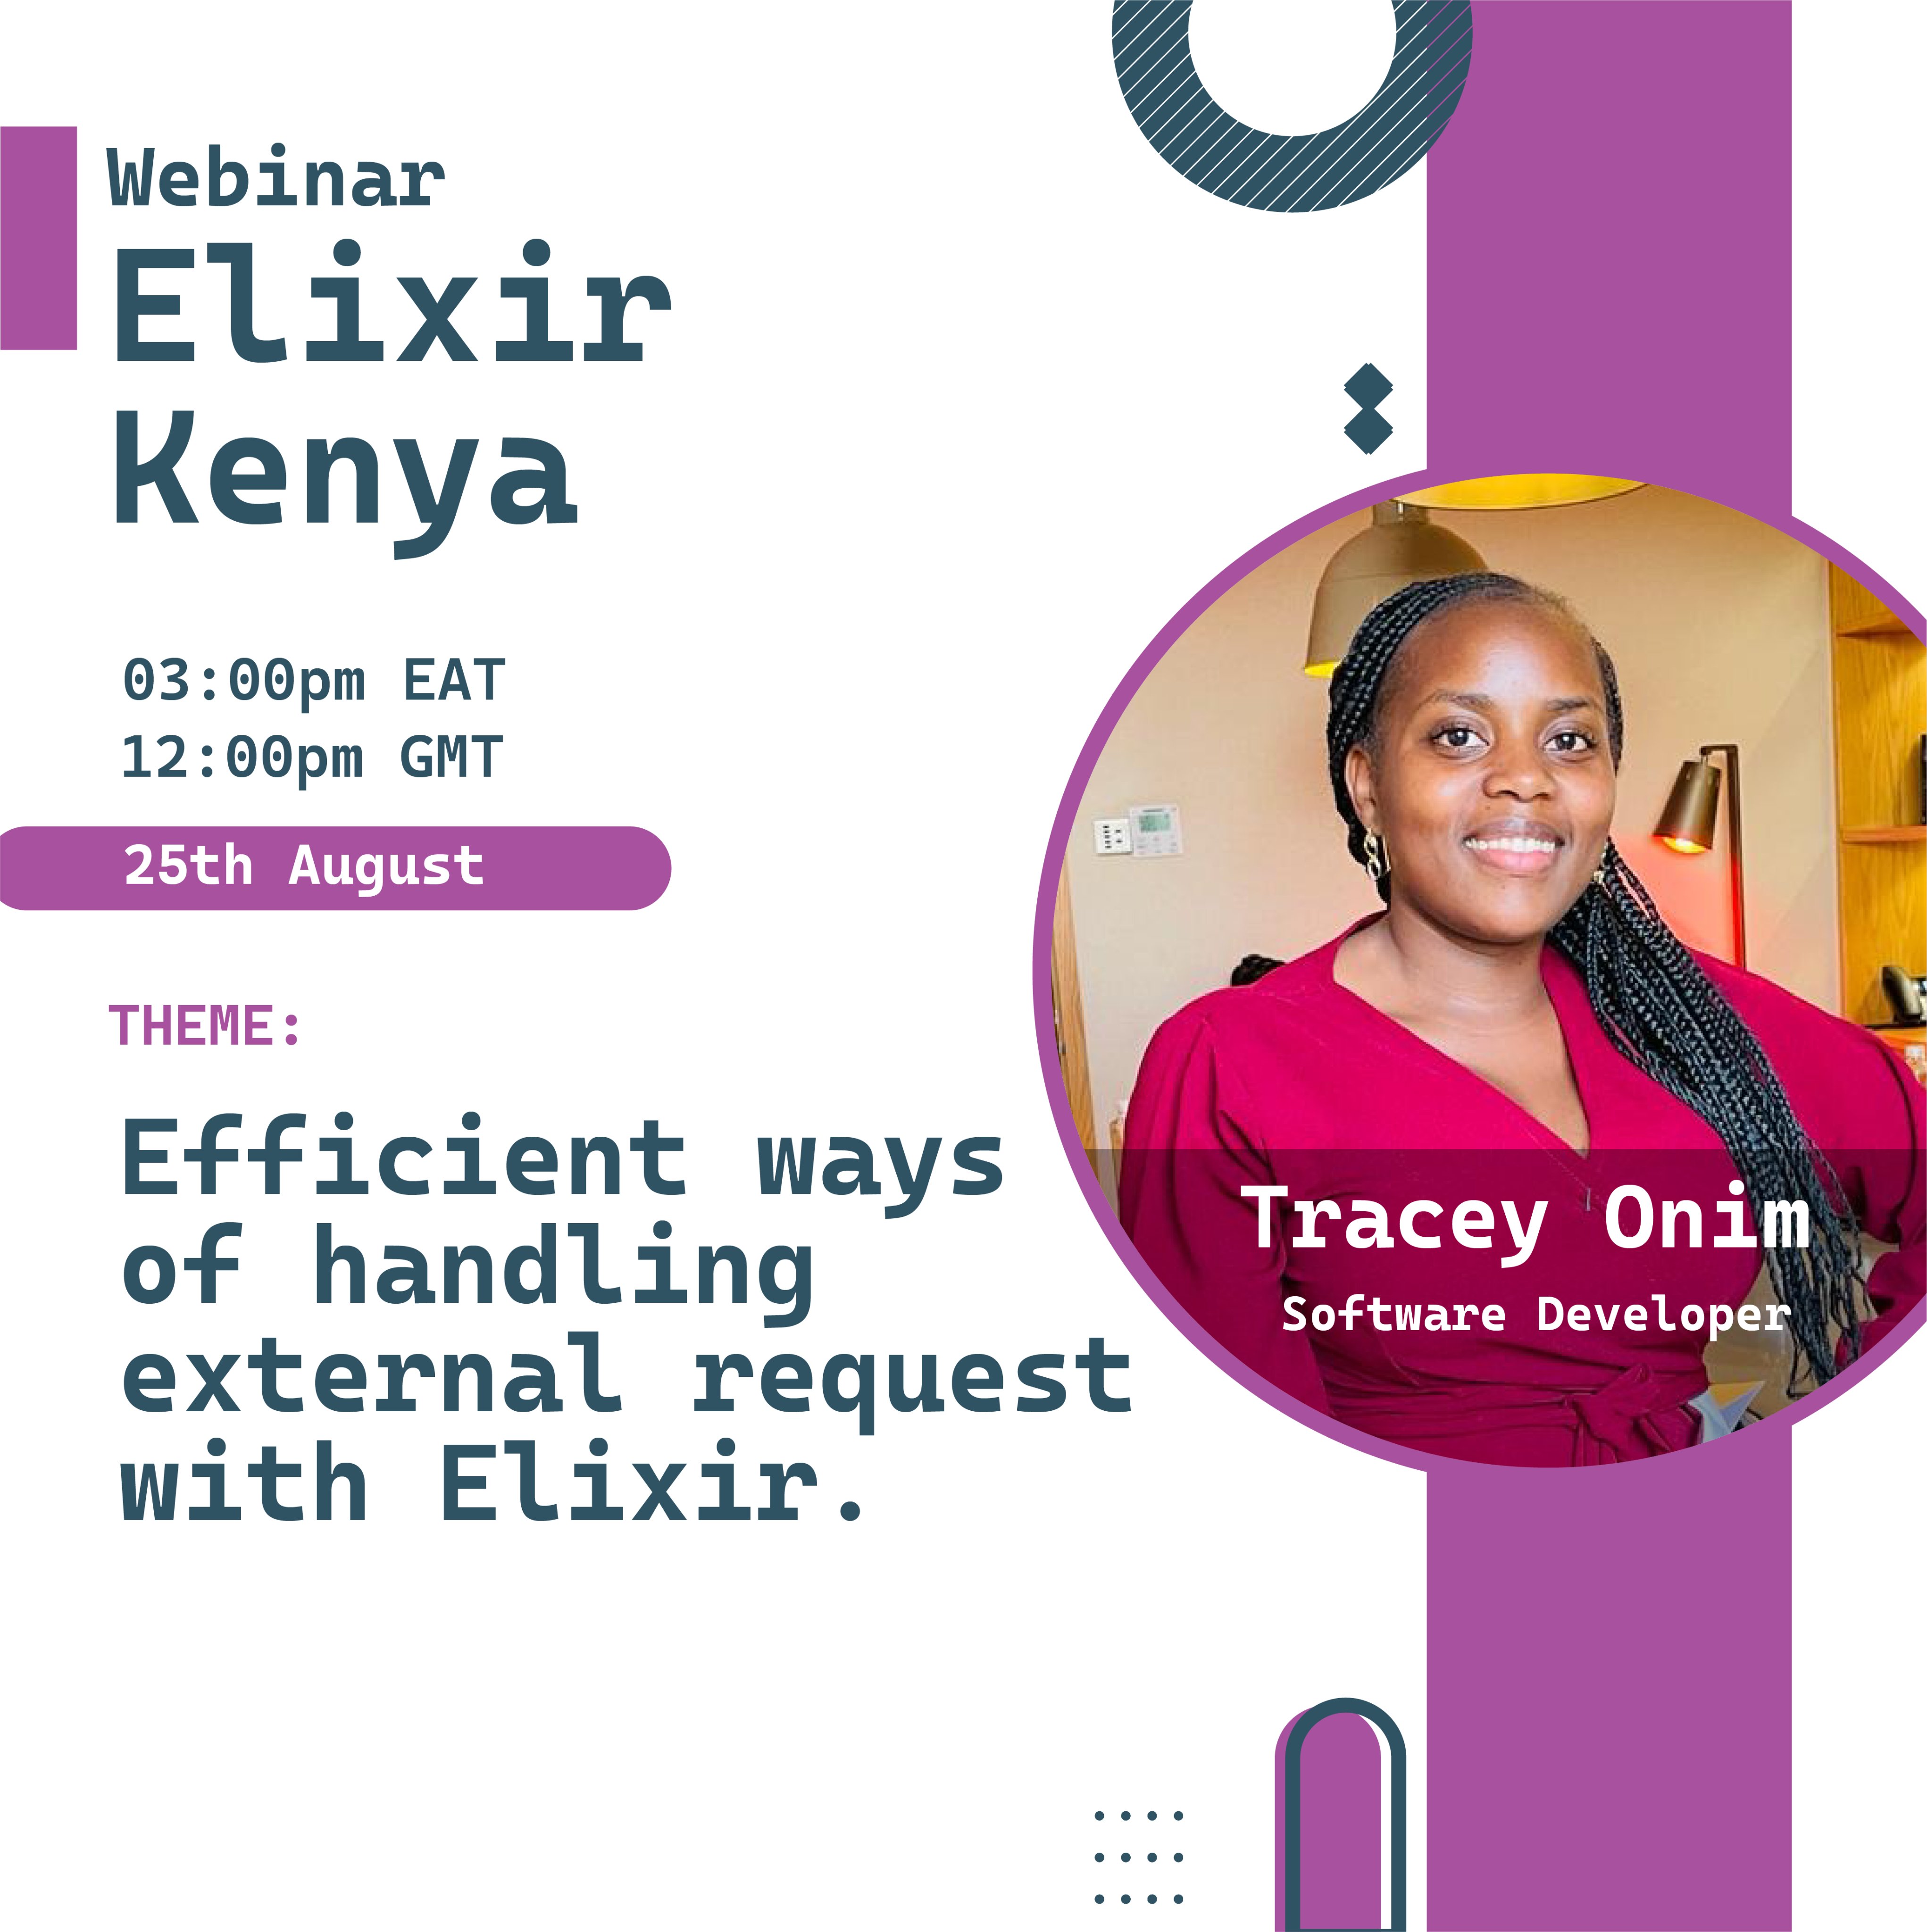 Webinar
Elixir
Kenya
03:00pm EAT
12:00pm GMT
25th August
THEME:
Efficient ways
of handling
external request
with Elixir.
Tracey Onim
Software Developer